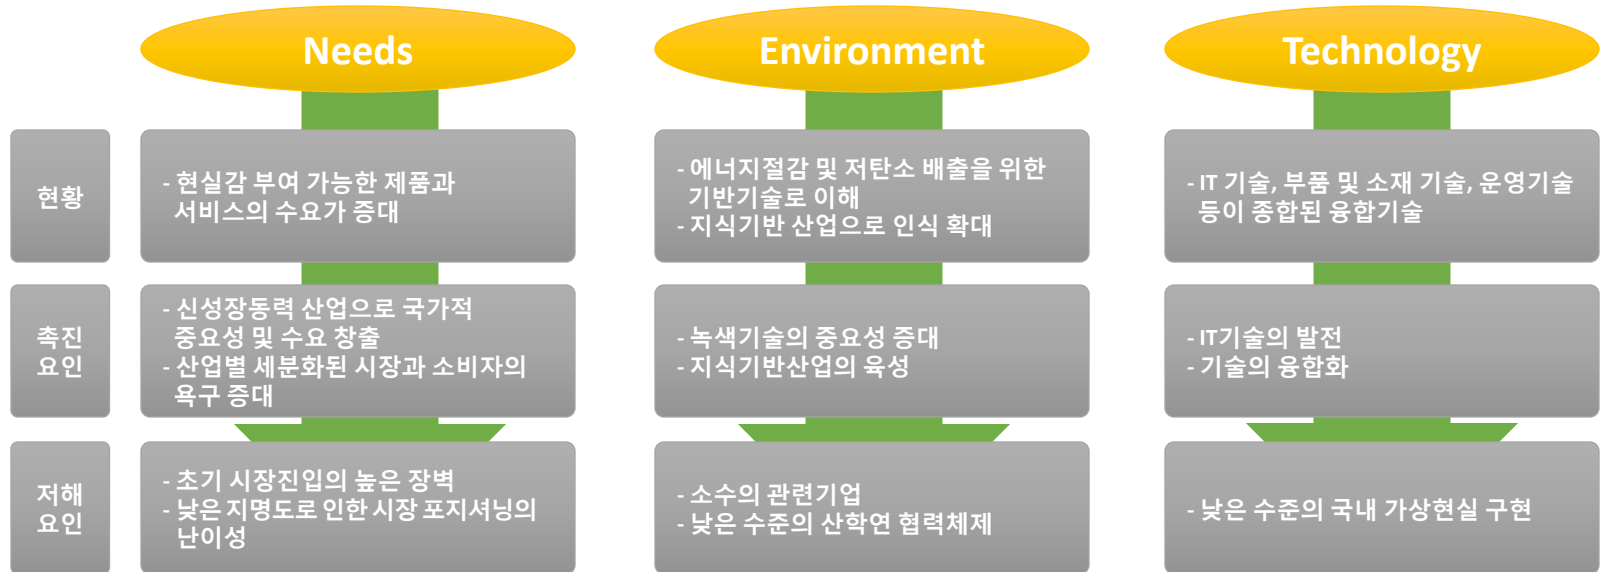 Needs
Environment
Technology
현황
- 현실감 부여 가능한 제품과
서비스의 수요가 증대
- 에너지절감 및 저탄소 배출을 위한
기반기술로 이해
- 지식기반 산업으로 인식 확대
- IT 기술, 부품 및 소재 기술, 운영기술
등이 종합된 융합기술
촉진
요인
- 신성장동력 산업으로 국가적
중요성 및 수요 창출
- 산업별 세분화된 시장과 소비자의
욕구 증대
- 녹색기술의 중요성 증대
- 지식기반산업의 육성
- IT기술의 발전
- 기술의 융합화
저해
요인
- 초기 시장진입의 높은 장벽
- 낮은 지명도로 인한 시장 포지셔닝의
난이성
- 소수의 관련기업
- 낮은 수준의 산학연 협력체제
- 낮은 수준의 국내 가상현실 구현